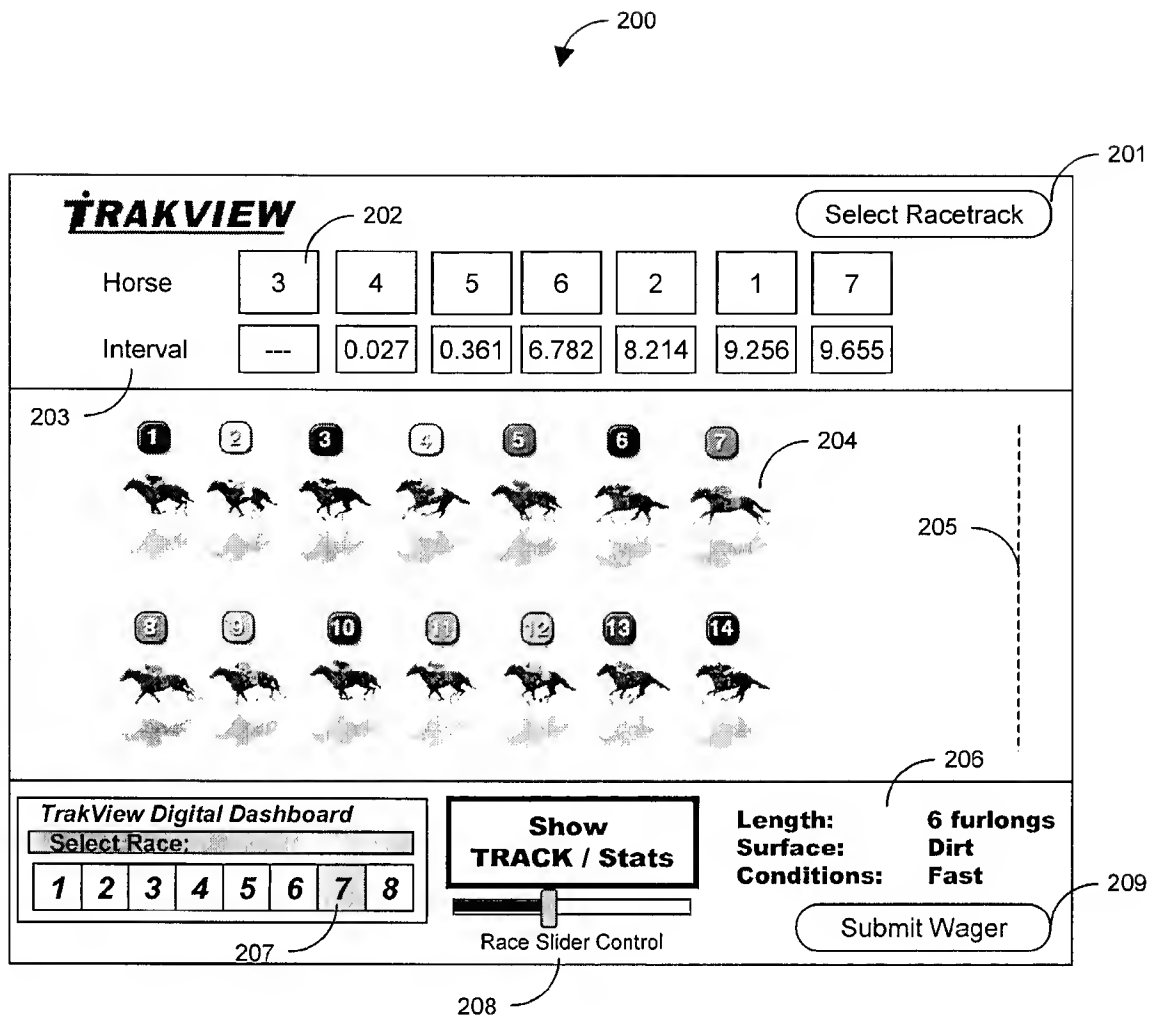 200
201
TRAKVIEW
202
Select Racetrack
Horse 3 4 5 6 2 1 7
Interval --- 0.027 0.361 6.782 8.214 9.256 9.655
203
1 2 3 4 5 6 7
204
205
8 9 10 11 12 13 14
206
TrakView Digital Dashboard
Select Race:
1 2 3 4 5 6 7 8
207
Show
TRACK / Stats
Race Slider Control
208
Length: 6 furlongs
Surface: Dirt
Conditions: Fast
209
Submit Wager